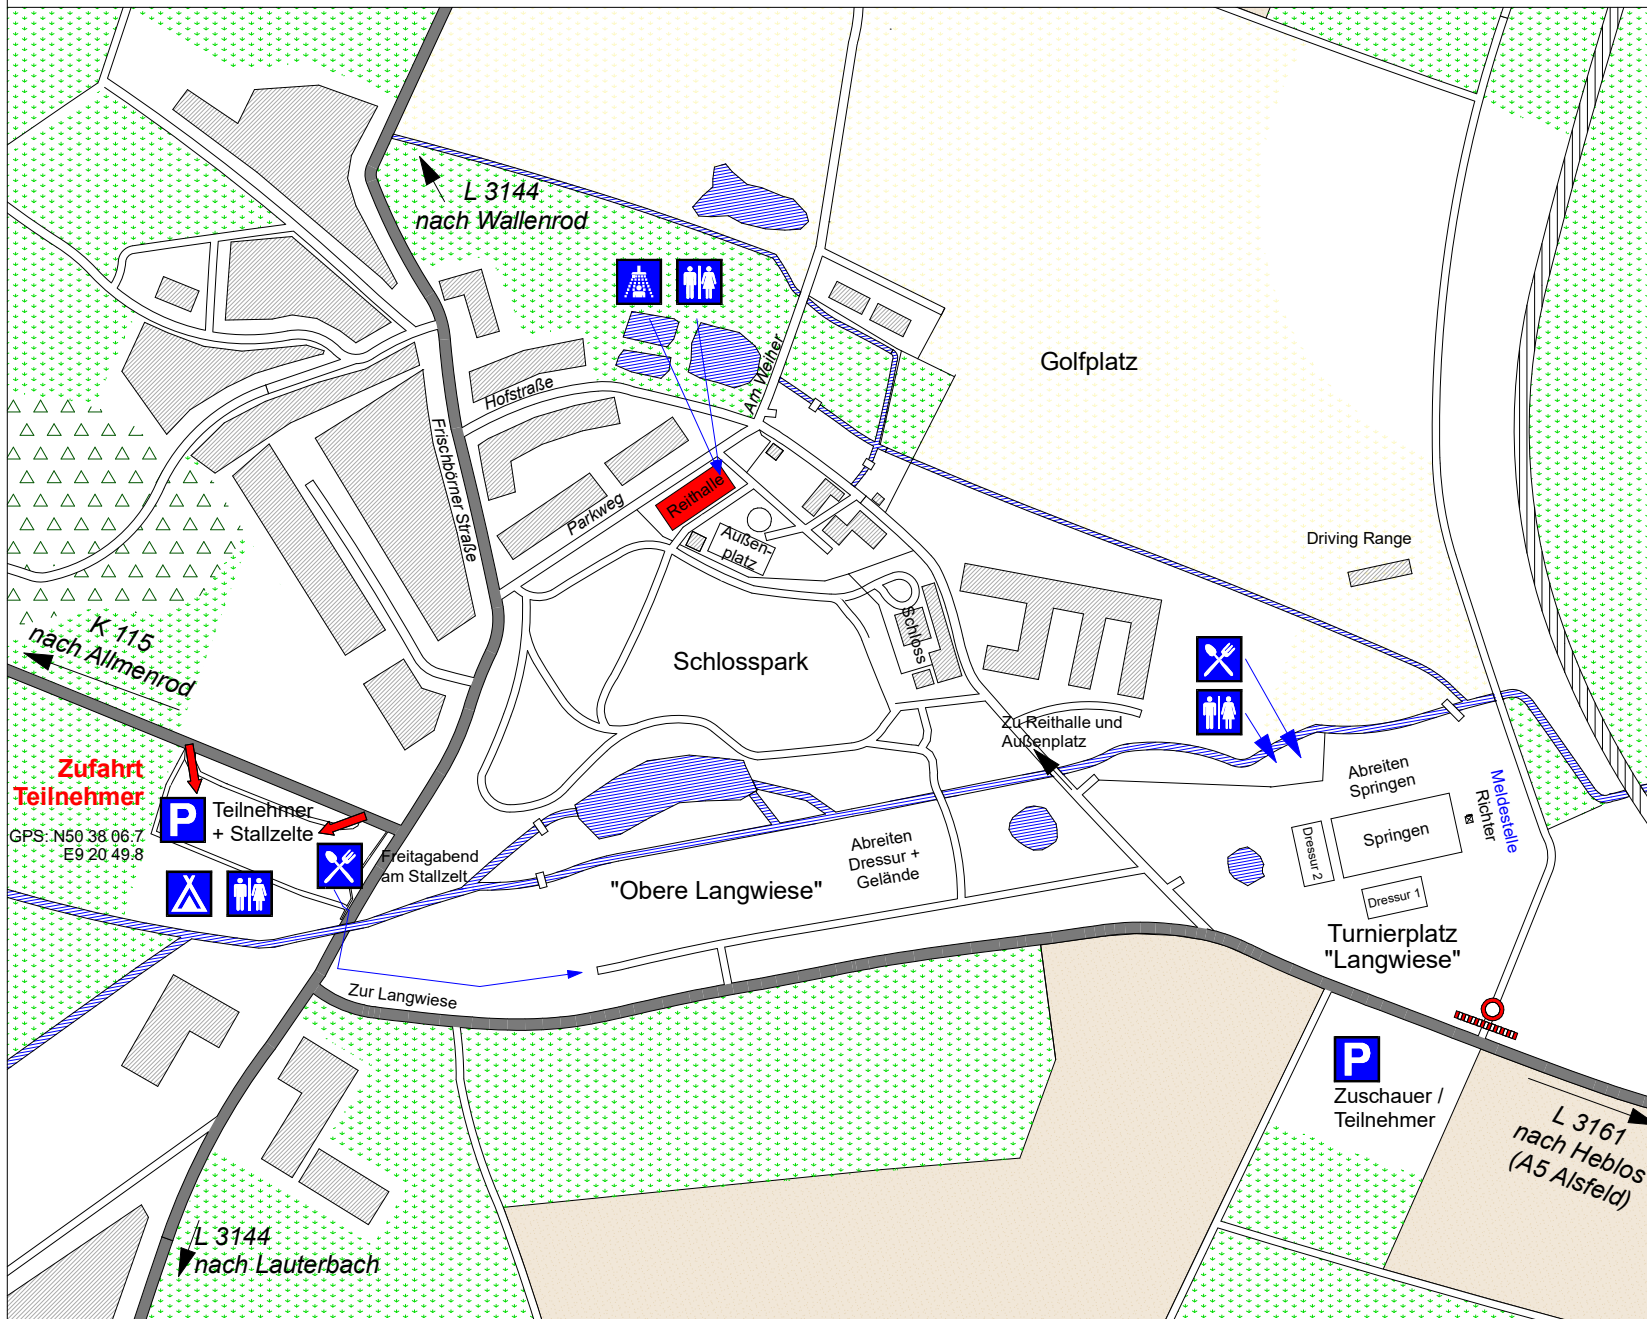 L 3144
nach Wallenrod
Golfplatz
Am Weiher
Hofstraße
Frischbörner Straße
Parkweg
Reithalle
Außen-
platz
Driving Range
Schloss
Schlosspark
K 115
nach Allmenrod
Zu Reithalle und
Außenplatz
Zufahrt
Teilnehmer
GPS: N50 38 06.7
E9 20 49.8
P
Teilnehmer
+ Stallzelte
Freitagabend
am Stallzelt
Abreiten
Dressur +
Gelände
"Obere Langwiese"
Abreiten
Springen
Springen
Meldestelle
Richter
Dressur 2
Dressur 1
Turnierplatz
"Langwiese"
Zur Langwiese
P
Zuschauer /
Teilnehmer
L 3161
nach Heblos
(A5 Alsfeld)
L 3144
nach Lauterbach